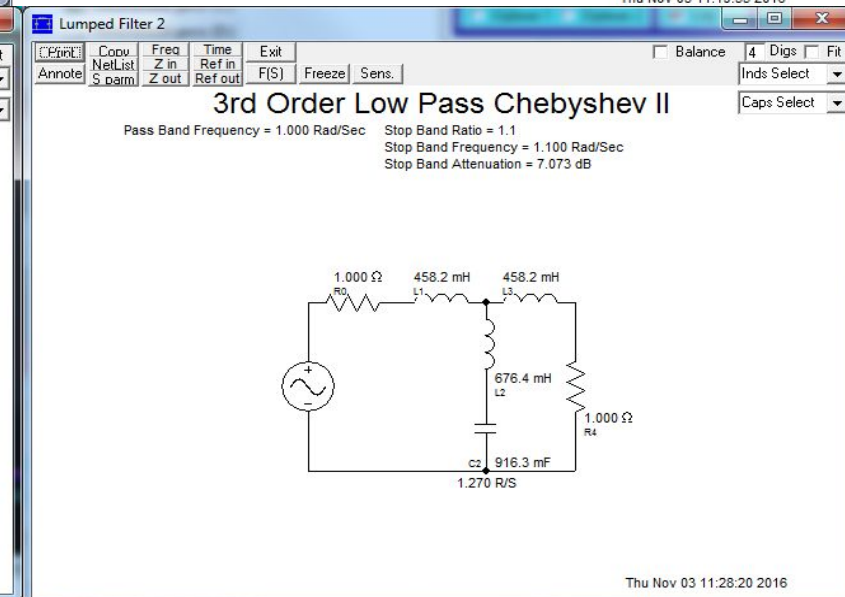 Lumped Filter 2
Print Copy Freq Time Exit
Balance 4 Digs Fit
NetList Z in Ref in
Annote S parm Z out Ref out F(S) Freeze Sens.
Inds Select
Caps Select
3rd Order Low Pass Chebyshev II
Pass Band Frequency = 1.000 Rad/Sec Stop Band Ratio = 1.1
Stop Band Frequency = 1.100 Rad/Sec
Stop Band Attenuation = 7.073 dB
1.000 Ω 458.2 mH 458.2 mH
R0 L1 L3
+
676.4 mH
L2
−
1.000 Ω
R4
C2 916.3 mF
1.270 R/S
Thu Nov 03 11:28:20 2016